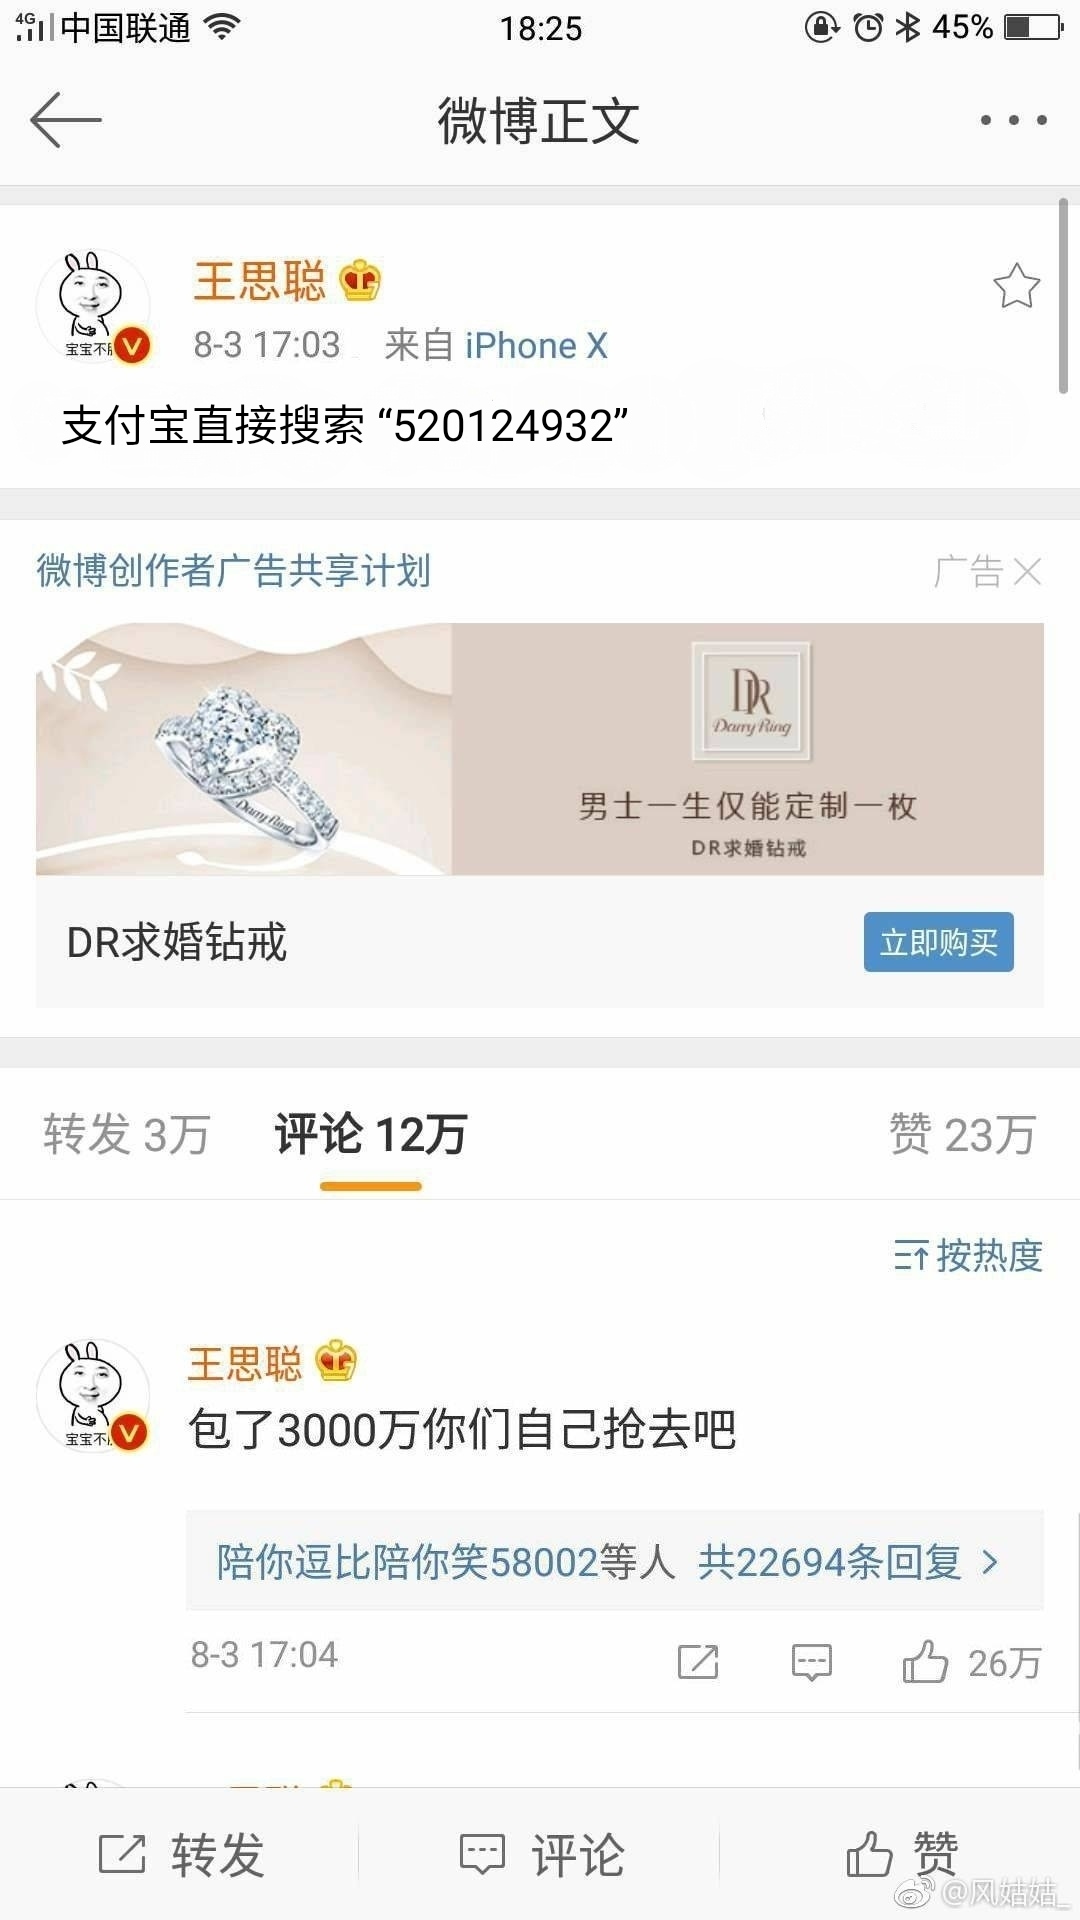 4G 中国联通 18:25 45%
微博正文
王思聪
8-3 17:03 来自 iPhone X
宝宝不
支付宝直接搜索 “520124932”
微博创作者广告共享计划 广告
DR
Darry Ring
Darry Ring
男士一生仅能定制一枚
DR求婚钻戒
DR求婚钻戒 立即购买
转发 3万 评论 12万 赞 23万
按热度
王思聪
包了3000万你们自己抢去吧
宝宝不
陪你逗比陪你笑58002等人 共22694条回复
8-3 17:04 26万
转发 评论 赞
@风姑姑_